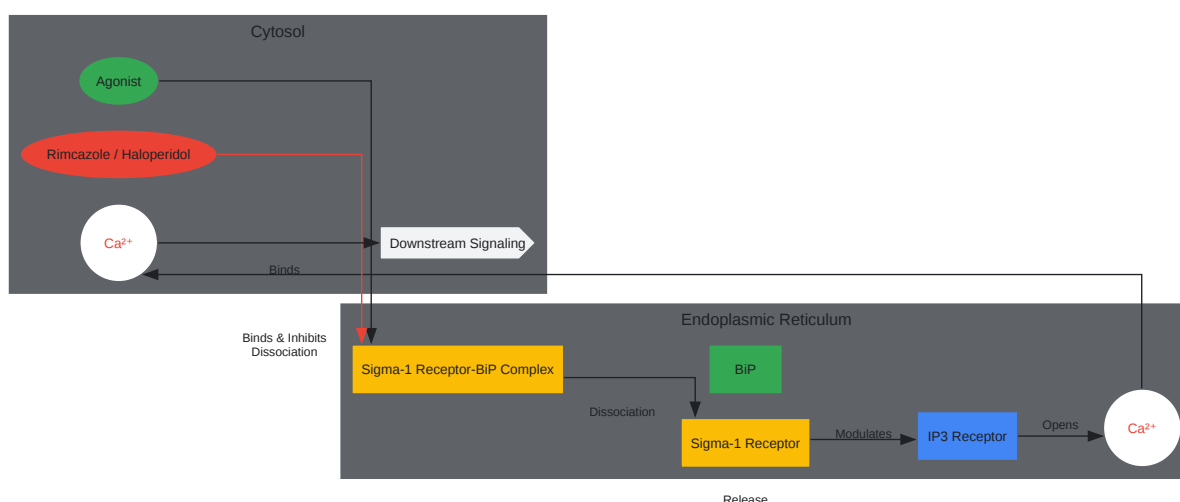 Cytosol
Agonist
Rimcazole / Haloperidol
Ca²⁺
Downstream Signaling
Binds
Endoplasmic Reticulum
Binds & Inhibits
Dissociation
Sigma-1 Receptor-BiP Complex
BiP
Dissociation
Sigma-1 Receptor
Modulates
IP3 Receptor
Opens
Ca²⁺
Release